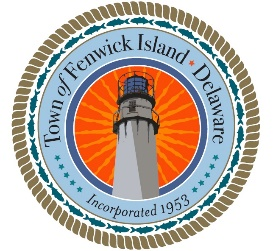 Town of Fenwick Island ★ Delaware
Incorporated 1953